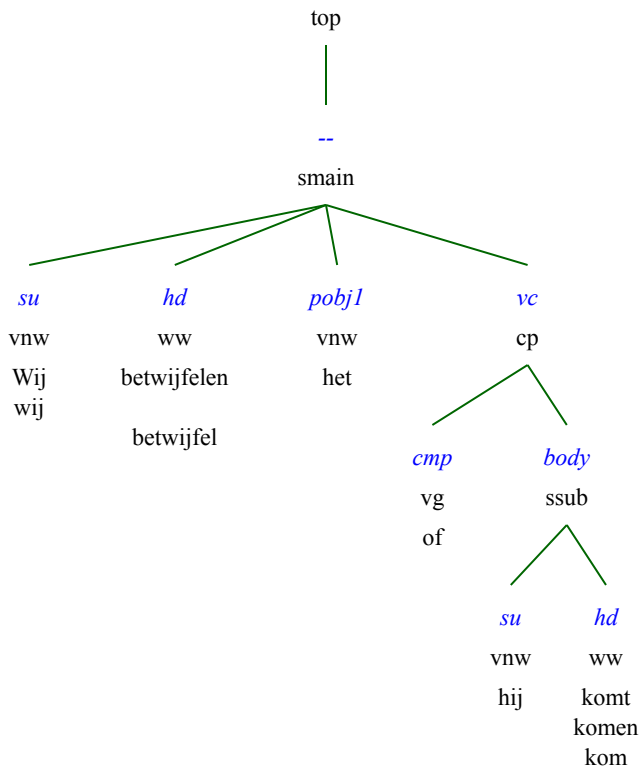 top
--
smain
su hd pobj1 vc
vnw ww vnw cp
Wij betwijfelen het
wij
betwijfel
cmp body
vg ssub
of
su hd
vnw ww
hij komt
komen
kom